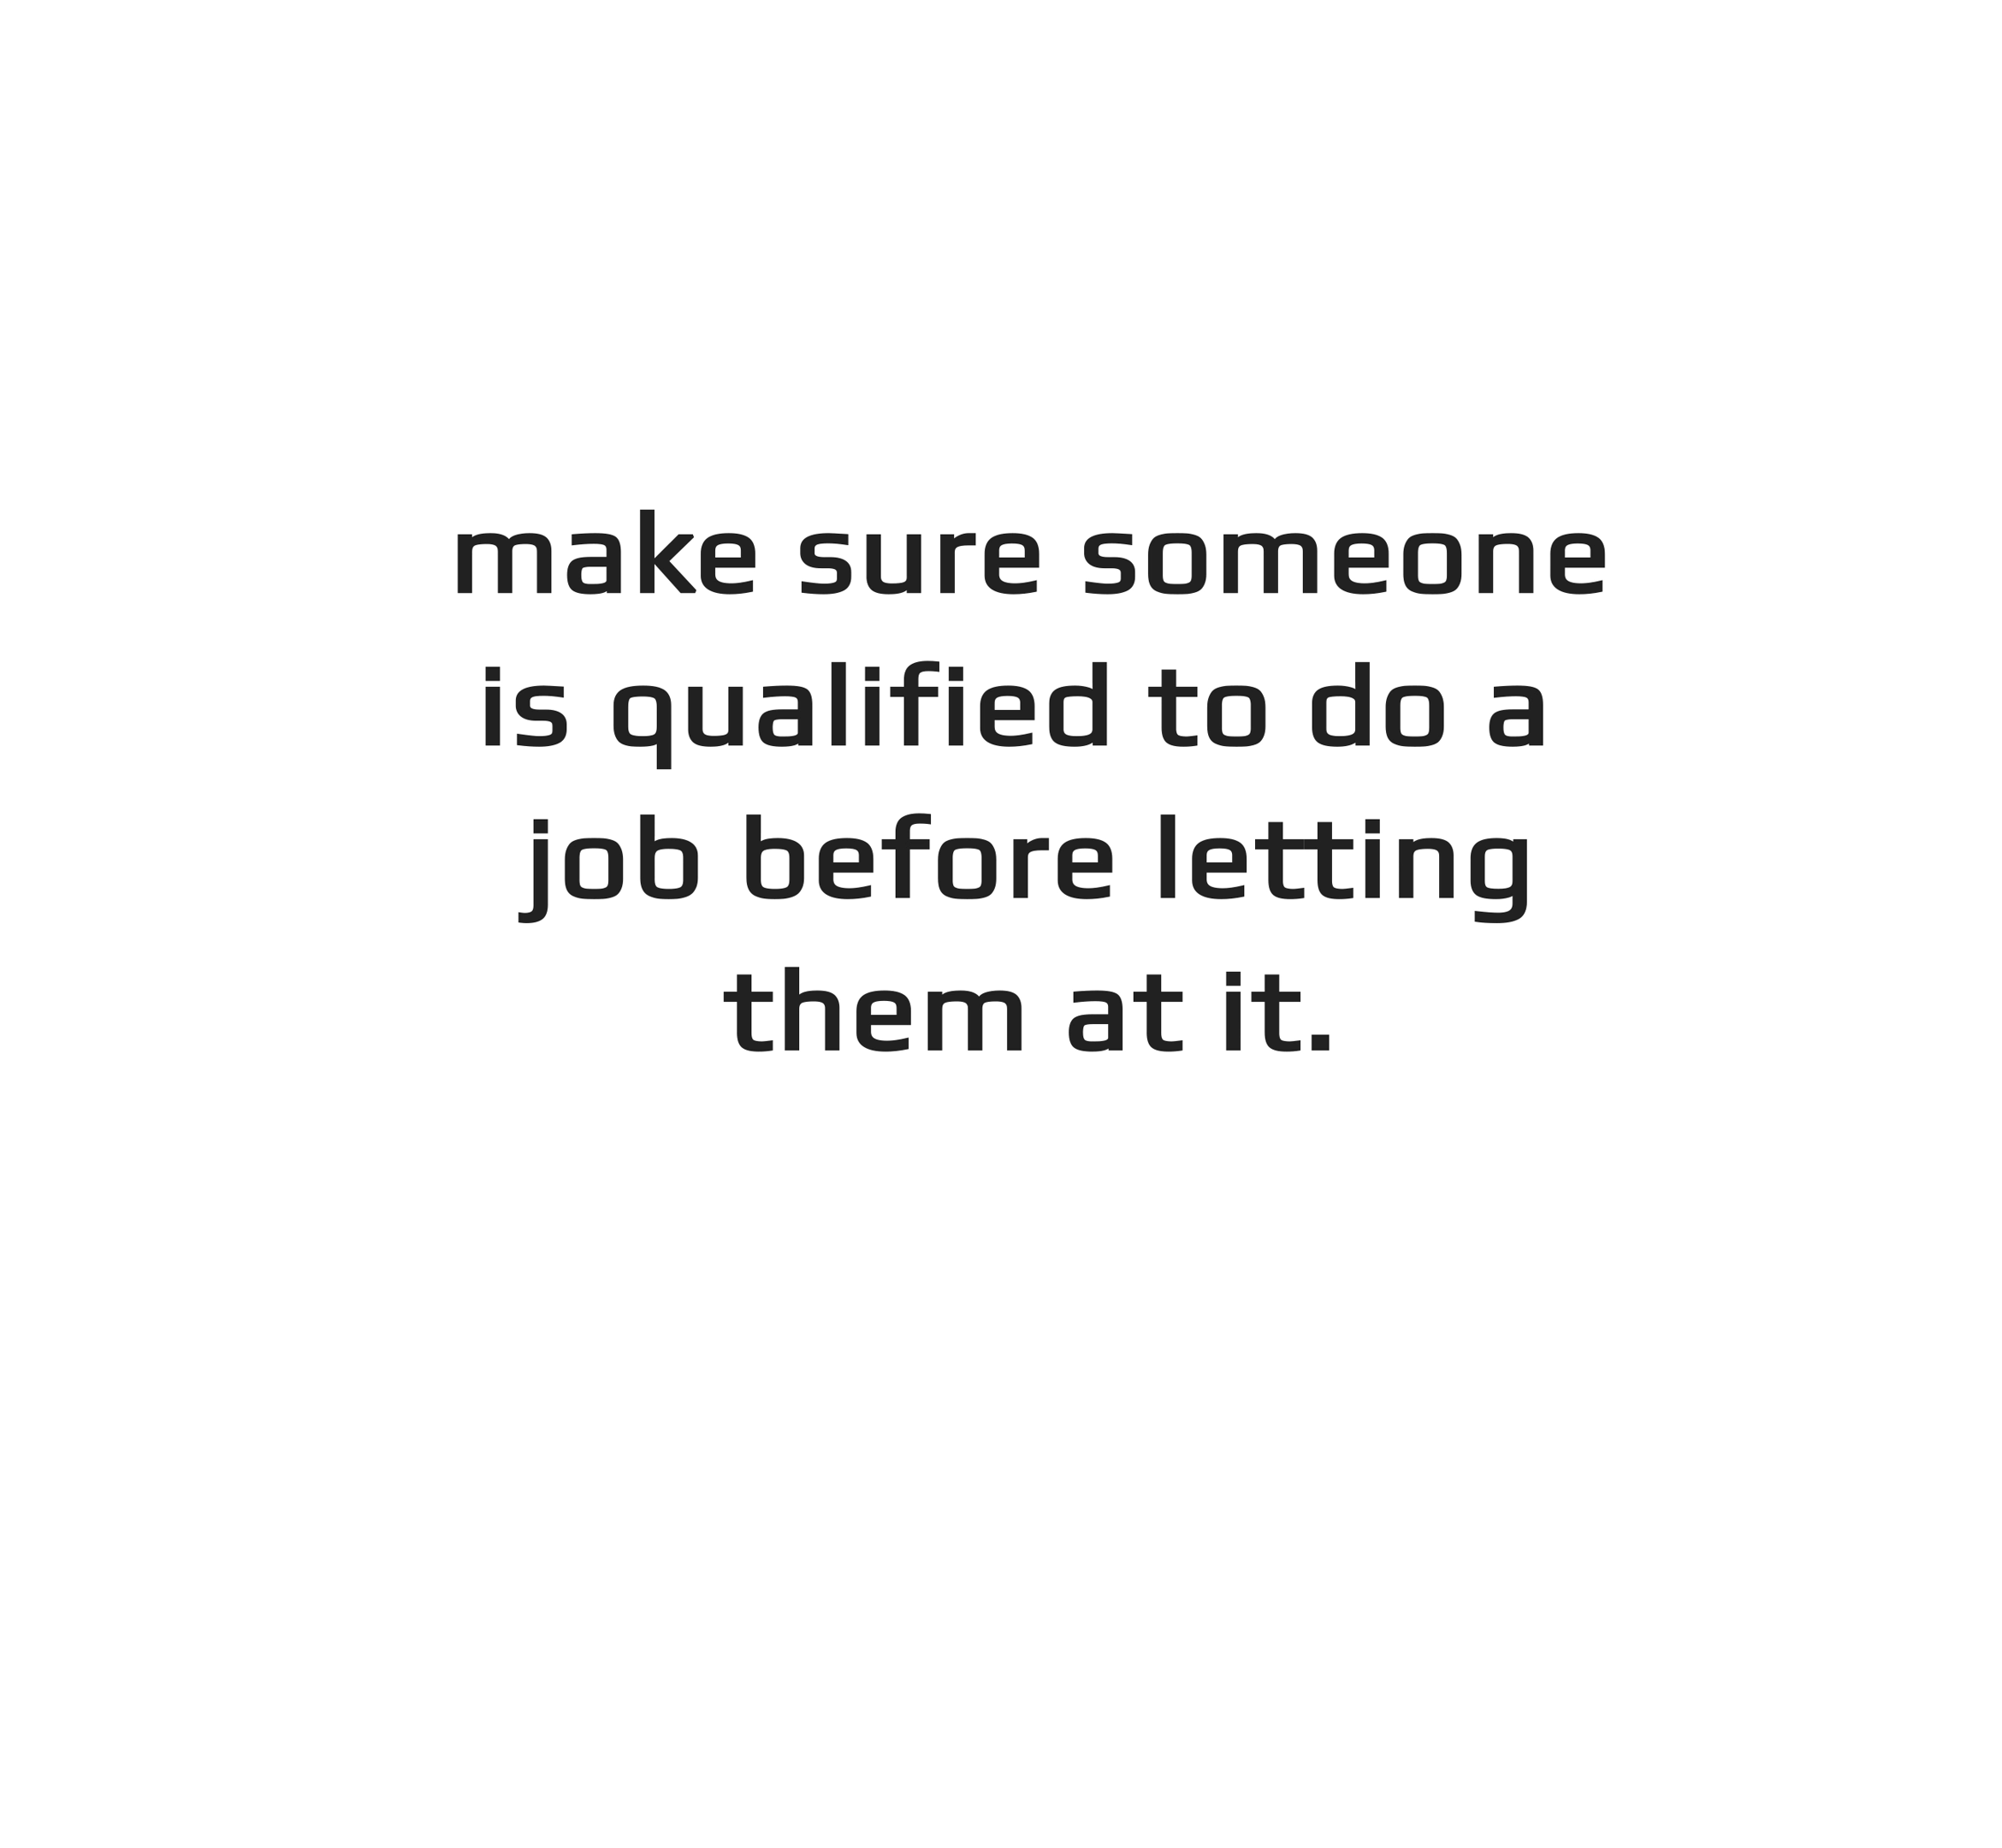 make sure someone
is qualified to do a
job before letting
them at it.